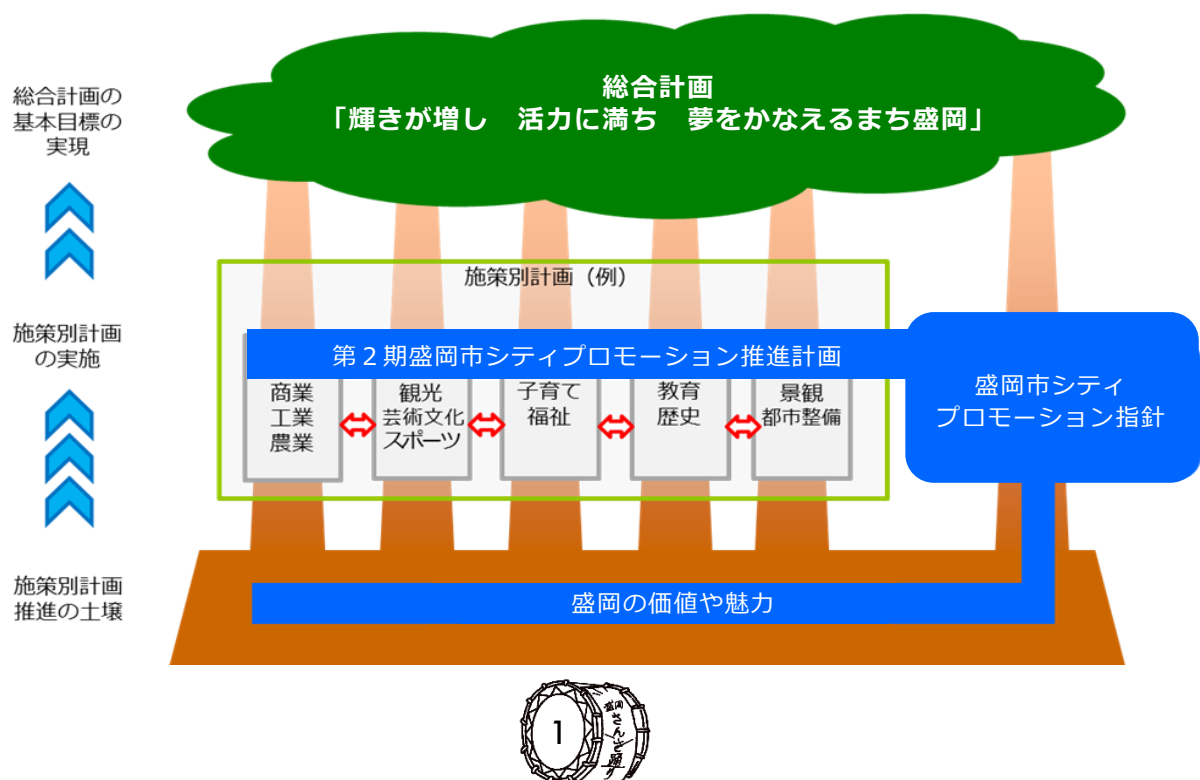 総合計画
「輝きが増し　活力に満ち　夢をかなえるまち盛岡」
総合計画の
基本目標の
実現
施策別計画（例）
施策別計画
の実施
第２期盛岡市シティプロモーション推進計画
商業
工業
農業
観光
芸術文化
スポーツ
子育て
福祉
教育
歴史
景観
都市整備
盛岡市シティ
プロモーション指針
施策別計画
推進の土壌
盛岡の価値や魅力
1
盛岡
さんさ踊り